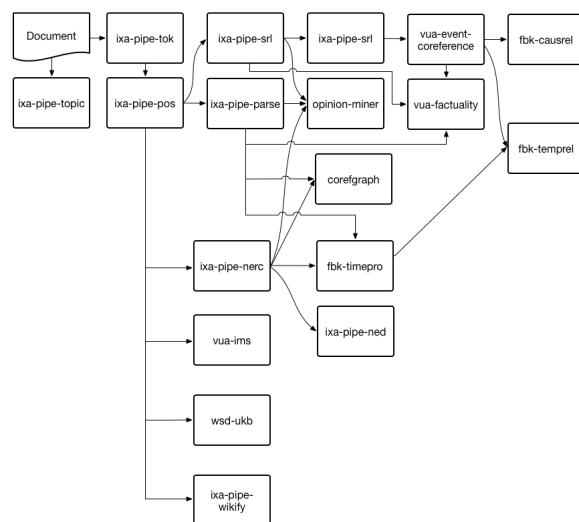 Document
ixa-pipe-tok
ixa-pipe-srl
ixa-pipe-srl
vua-event-
coreference
fbk-causrel
ixa-pipe-topic
ixa-pipe-pos
ixa-pipe-parse
opinion-miner
vua-factuality
fbk-temprel
corefgraph
ixa-pipe-nerc
fbk-timepro
ixa-pipe-ned
vua-ims
wsd-ukb
ixa-pipe-
wikify